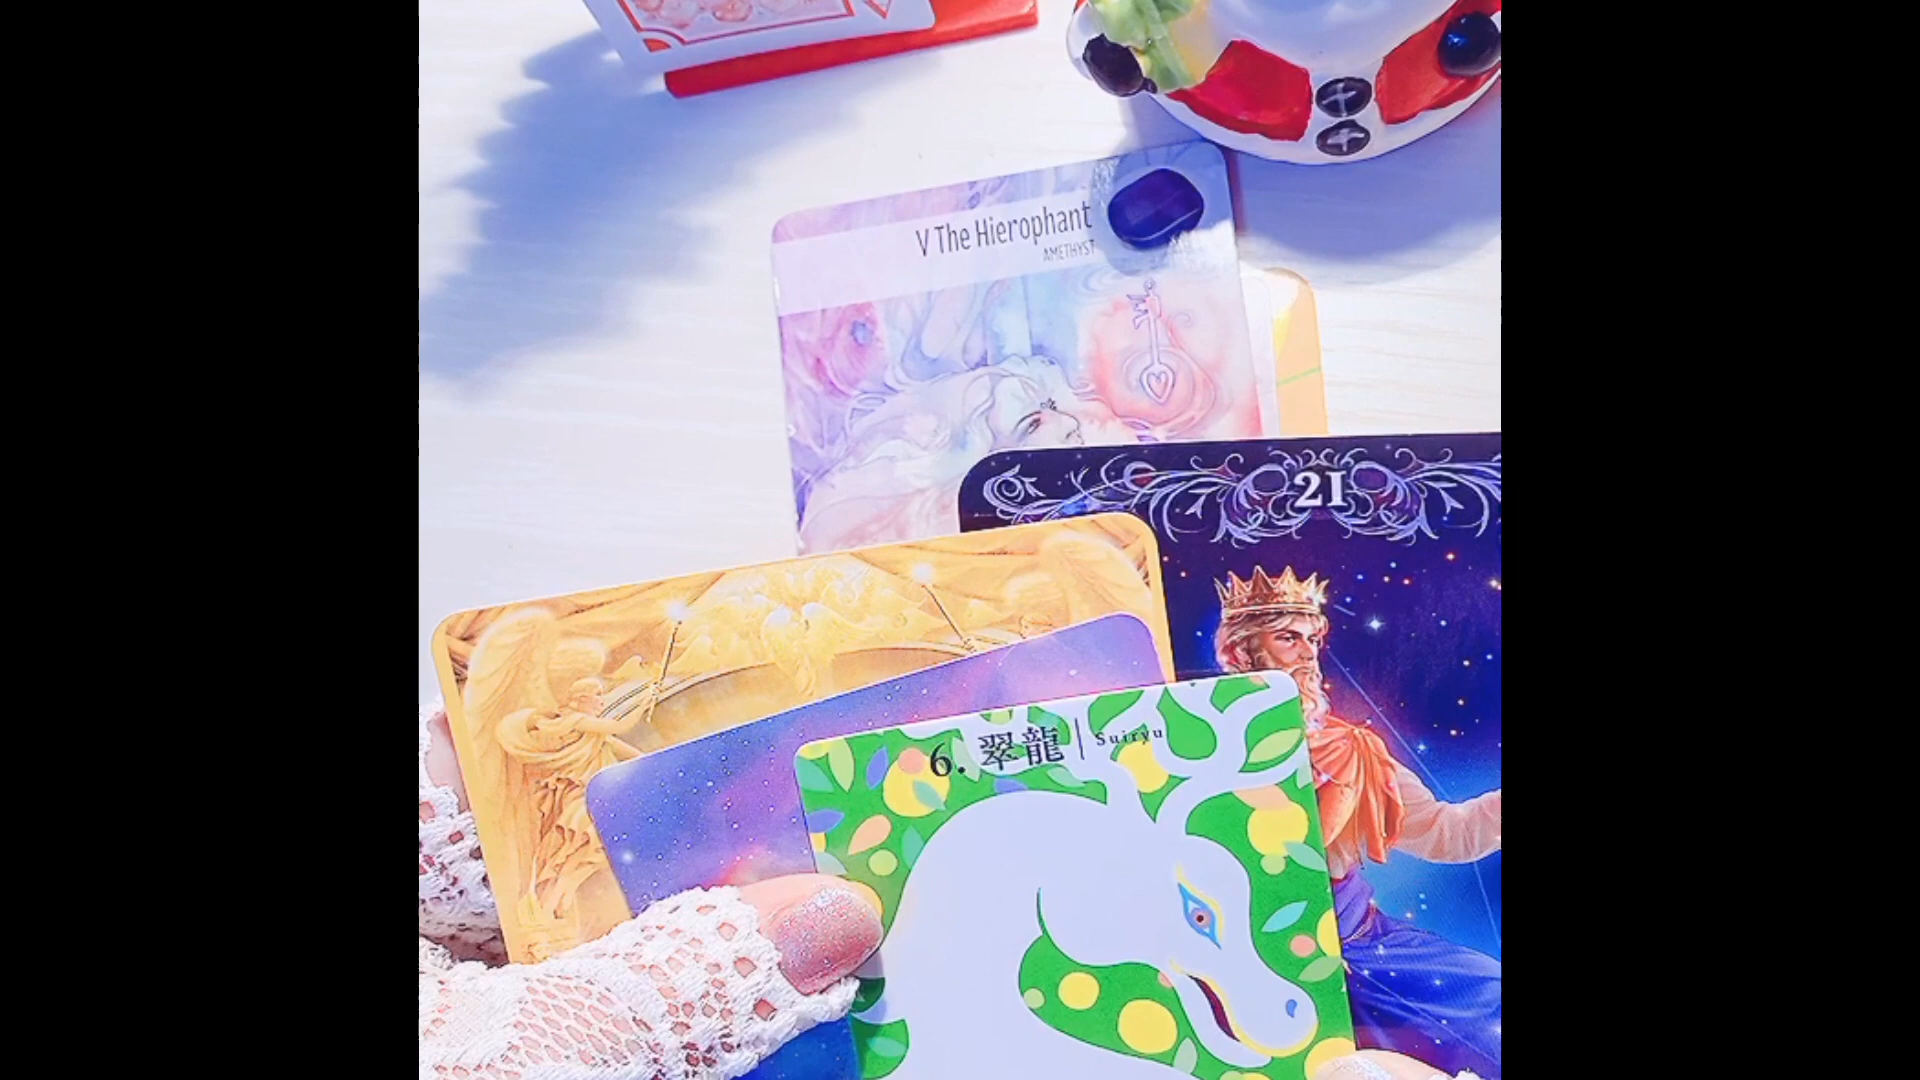 V The Hierophant
AMETHYST
21
6. 翠龍 | Suiryu